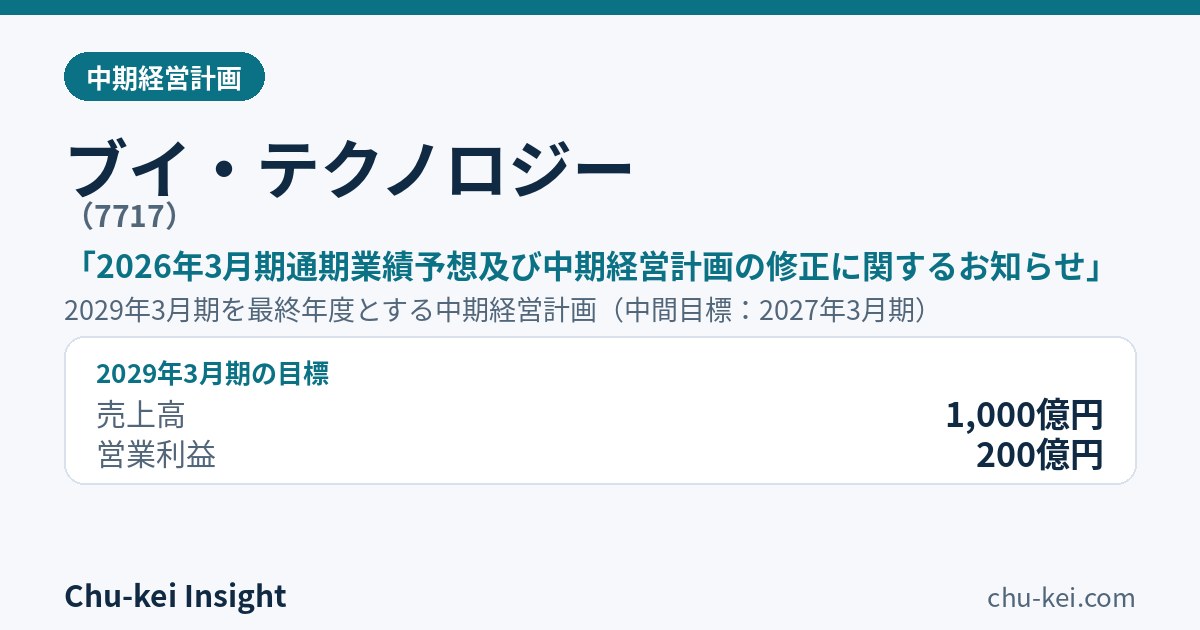 中期経営計画
ブイ・テクノロジー
（7717）
「2026年3月期通期業績予想及び中期経営計画の修正に関するお知らせ」
2029年3月期を最終年度とする中期経営計画（中間目標：2027年3月期）
2029年3月期の目標
売上高 1,000億円
営業利益 200億円
Chu-kei Insight chu-kei.com